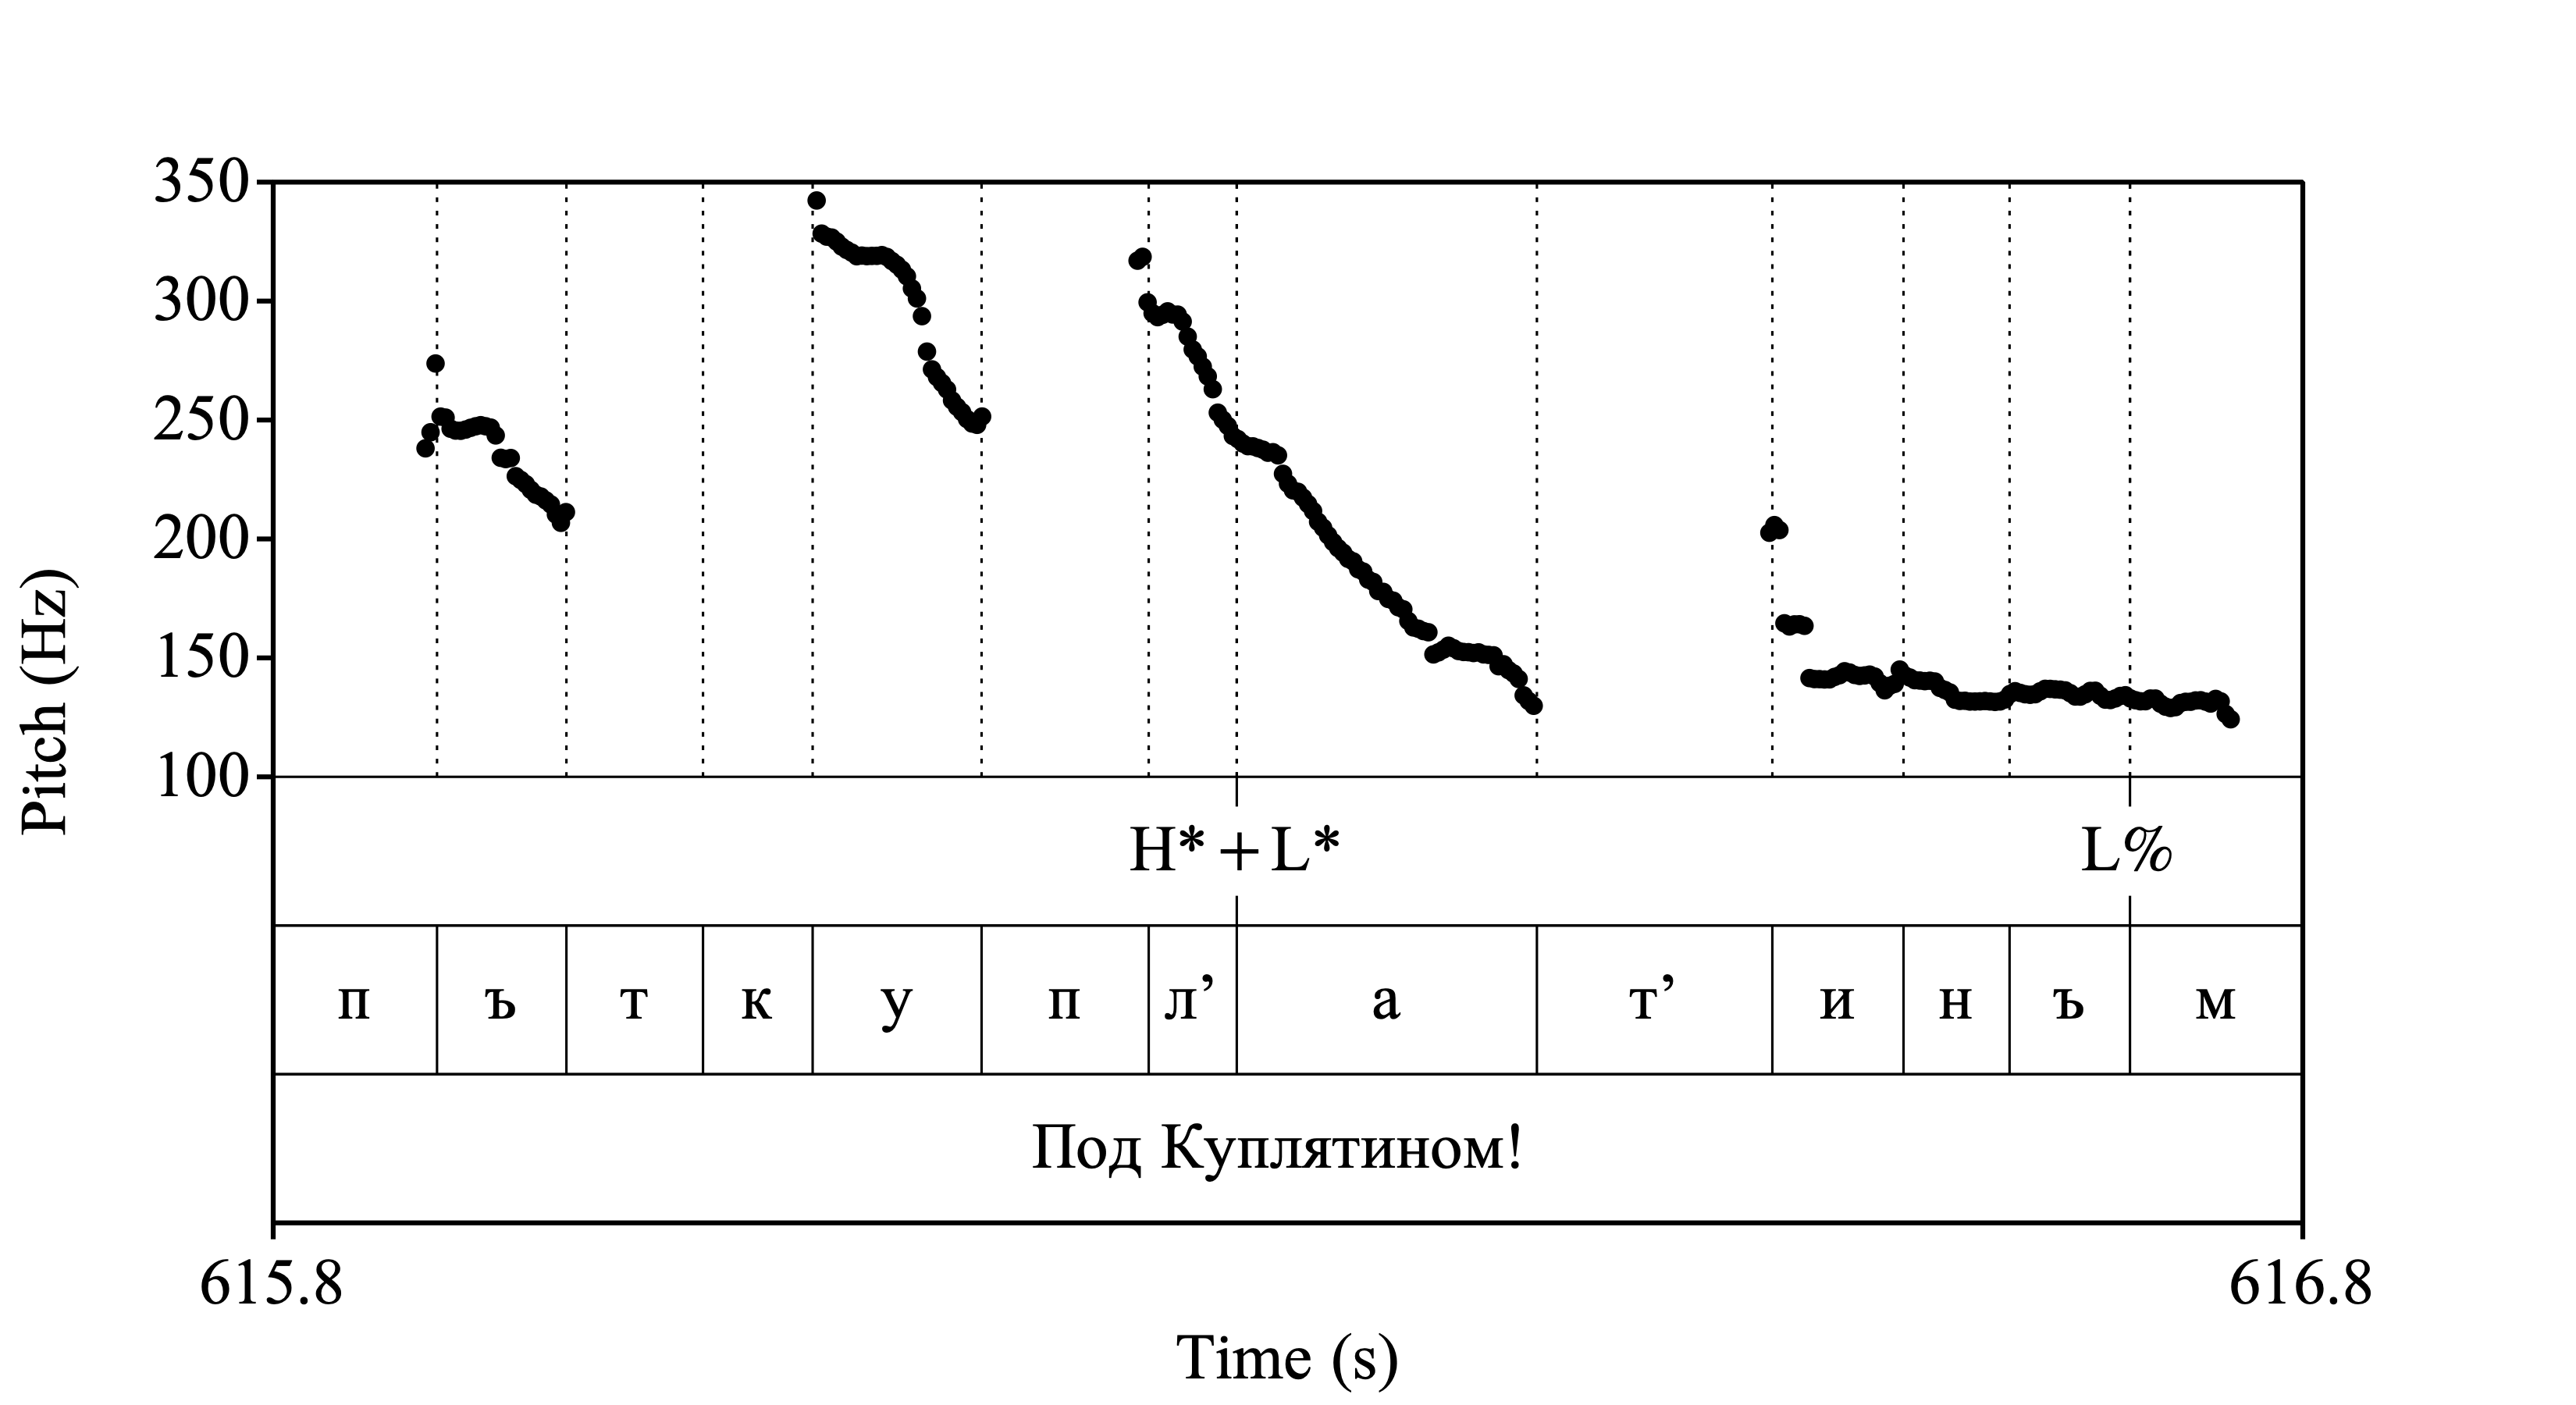 350
300
250
200
150
100
Pitch (Hz)
H*+L* L%
п ъ т к у п л’ а т’ и н ъ м
Под Куплятином!
615.8 616.8
Time (s)